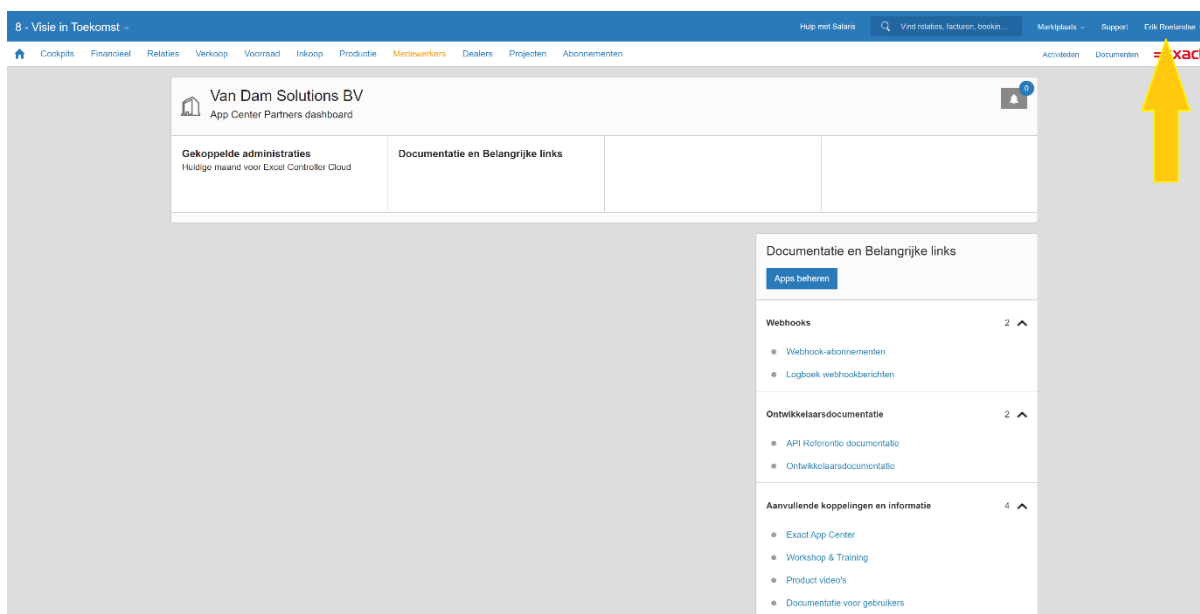 8 - Visie in Toekomst
Hulp met Salaris
Vind relaties, facturen, boekin...
Marktplaats
Support
Erik Roelandse
Cockpits Financieel Relaties Verkoop Voorraad Inkoop Productie Medewerkers Dealers Projecten Abonnementen
Activiteiten Documenten
Van Dam Solutions BV
App Center Partners dashboard
0
Gekoppelde administraties
Huidige maand voor Excel Controller Cloud
Documentatie en Belangrijke links
Documentatie en Belangrijke links
Apps beheren
Webhooks 2
Webhook-abonnementen
Logboek webhookberichten
Ontwikkelaarsdocumentatie 2
API Referentie documentatie
Ontwikkelaarsdocumentatie
Aanvullende koppelingen en informatie 4
Exact App Center
Workshop & Training
Product video's
Documentatie voor gebruikers